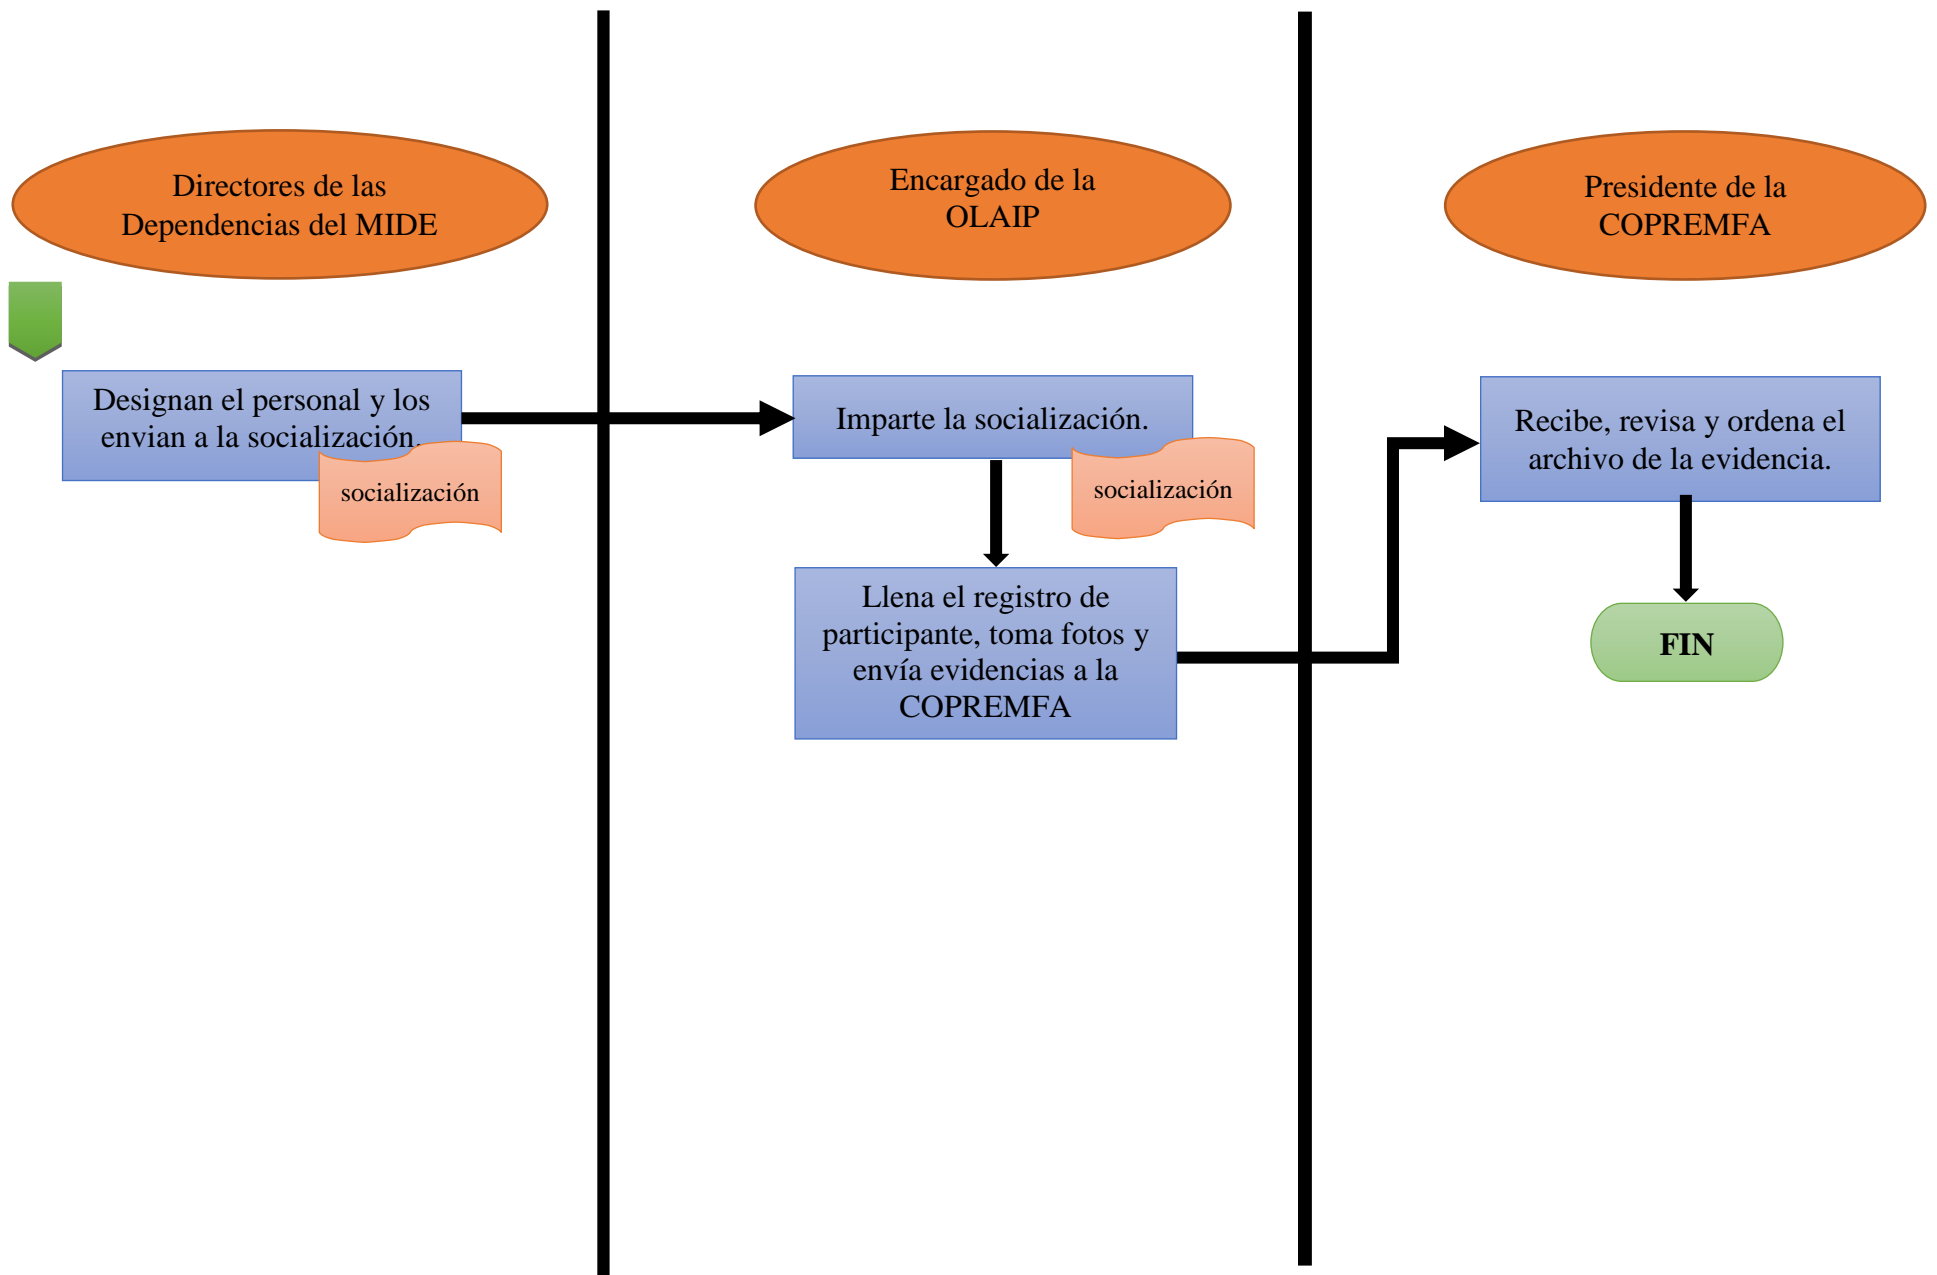 Directores de las
Dependencias del MIDE
Encargado de la
OLAIP
Presidente de la
COPREMFA
Designan el personal y los
envian a la socialización.
socialización
Imparte la socialización.
socialización
Llena el registro de
participante, toma fotos y
envía evidencias a la
COPREMFA
Recibe, revisa y ordena el
archivo de la evidencia.
FIN